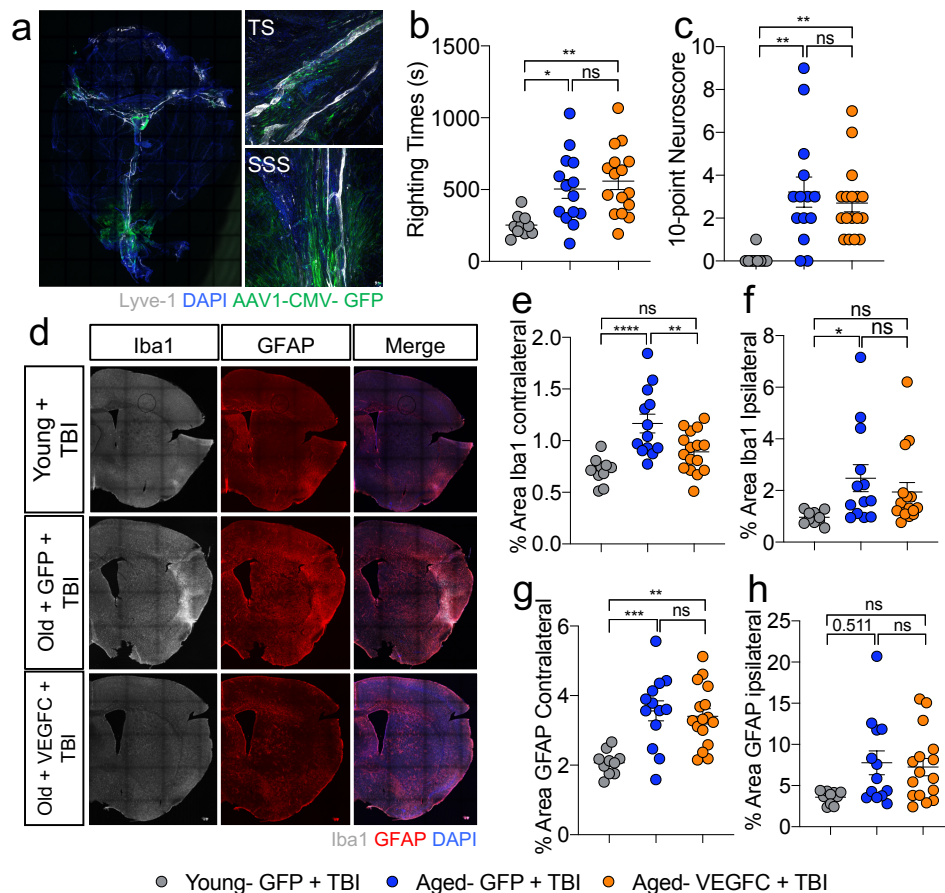 a
TS
SSS
Lyve-1 DAPI AAV1-CMV- GFP
b
Righting Times (s)
1500
1000
500
0
**
*
ns
c
10-point Neuroscore
10
8
6
4
2
0
**
**
ns
d
Iba1
GFAP
Merge
Young + TBI
Old + GFP + TBI
Old + VEGFC + TBI
Iba1 GFAP DAPI
e
% Area Iba1 contralateral
2.0
1.5
1.0
0.5
0.0
ns
****
**
f
% Area Iba1 Ipsilateral
8
6
4
2
0
ns
*
ns
g
% Area GFAP Contralateral
6
4
2
0
**
***
ns
h
% Area GFAP ipsilateral
25
20
15
10
5
0
ns
0.511
ns
Young- GFP + TBI
Aged- GFP + TBI
Aged- VEGFC + TBI